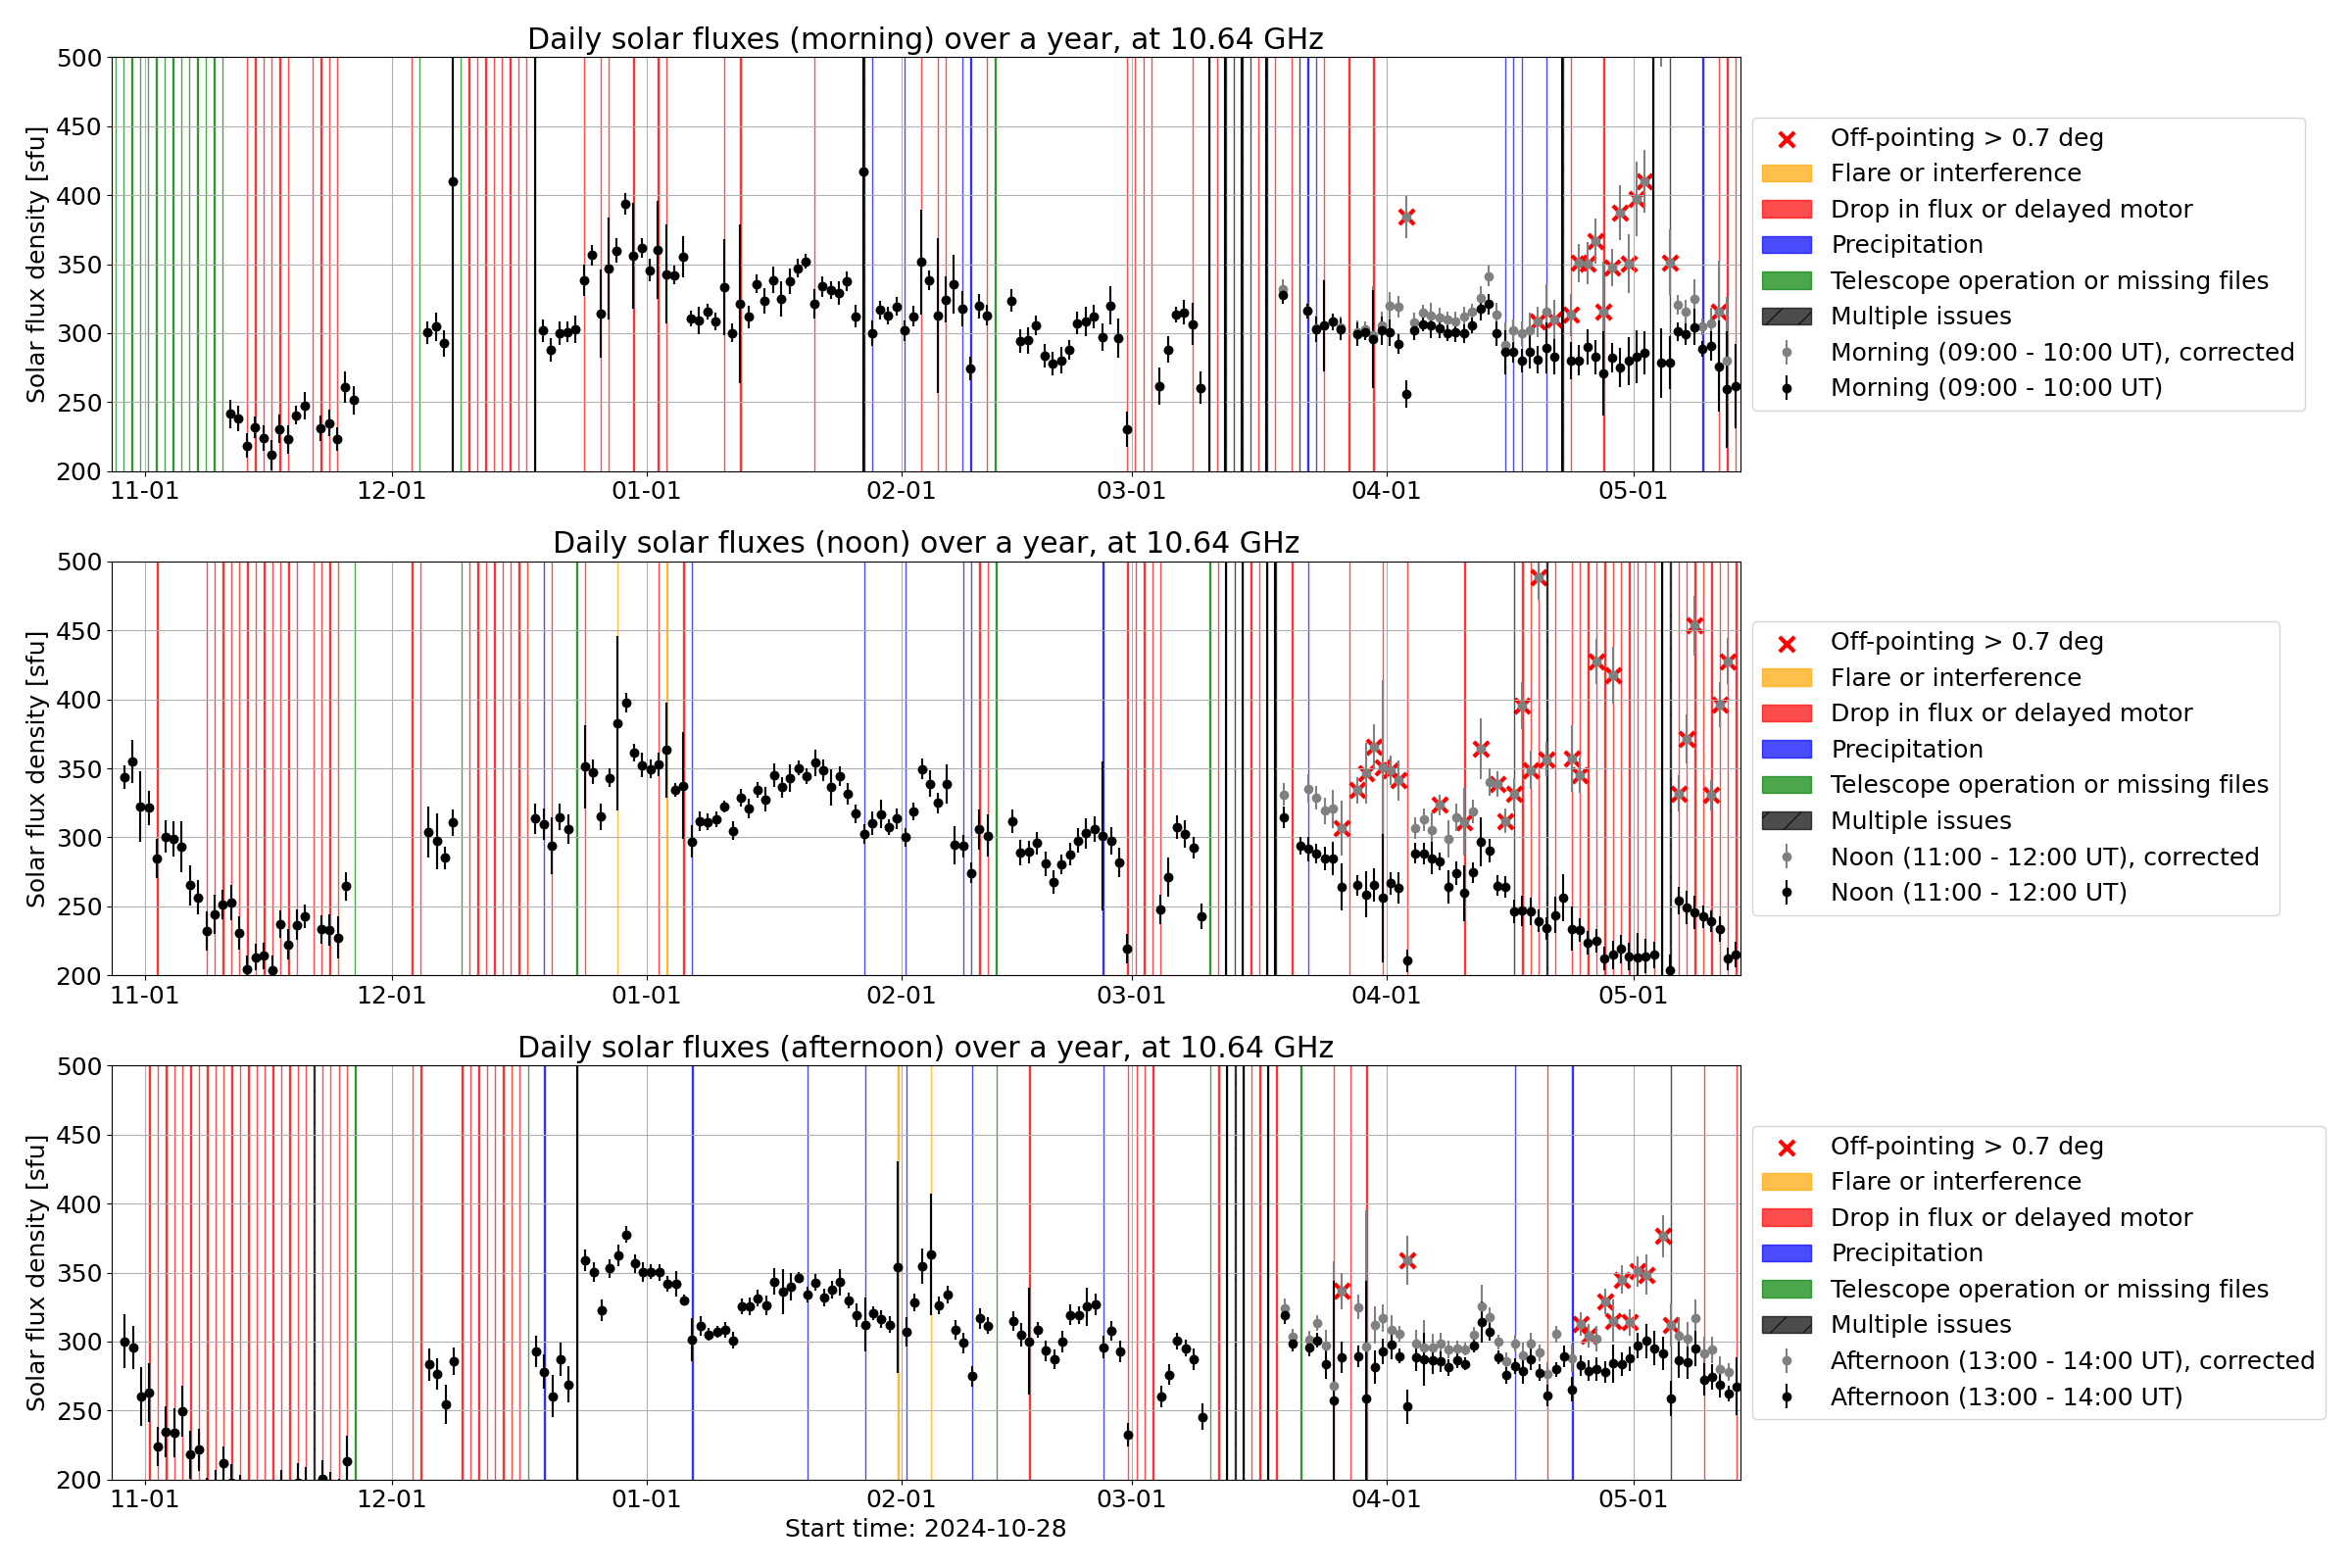 Daily solar fluxes (morning) over a year, at 10.64 GHz
Solar flux density [sfu]
500
450
400
350
300
250
200
11-01 12-01 01-01 02-01 03-01 04-01 05-01
Off-pointing > 0.7 deg
Flare or interference
Drop in flux or delayed motor
Precipitation
Telescope operation or missing files
Multiple issues
Morning (09:00 - 10:00 UT), corrected
Morning (09:00 - 10:00 UT)
Daily solar fluxes (noon) over a year, at 10.64 GHz
Solar flux density [sfu]
500
450
400
350
300
250
200
11-01 12-01 01-01 02-01 03-01 04-01 05-01
Off-pointing > 0.7 deg
Flare or interference
Drop in flux or delayed motor
Precipitation
Telescope operation or missing files
Multiple issues
Noon (11:00 - 12:00 UT), corrected
Noon (11:00 - 12:00 UT)
Daily solar fluxes (afternoon) over a year, at 10.64 GHz
Solar flux density [sfu]
500
450
400
350
300
250
200
11-01 12-01 01-01 02-01 03-01 04-01 05-01
Start time: 2024-10-28
Off-pointing > 0.7 deg
Flare or interference
Drop in flux or delayed motor
Precipitation
Telescope operation or missing files
Multiple issues
Afternoon (13:00 - 14:00 UT), corrected
Afternoon (13:00 - 14:00 UT)